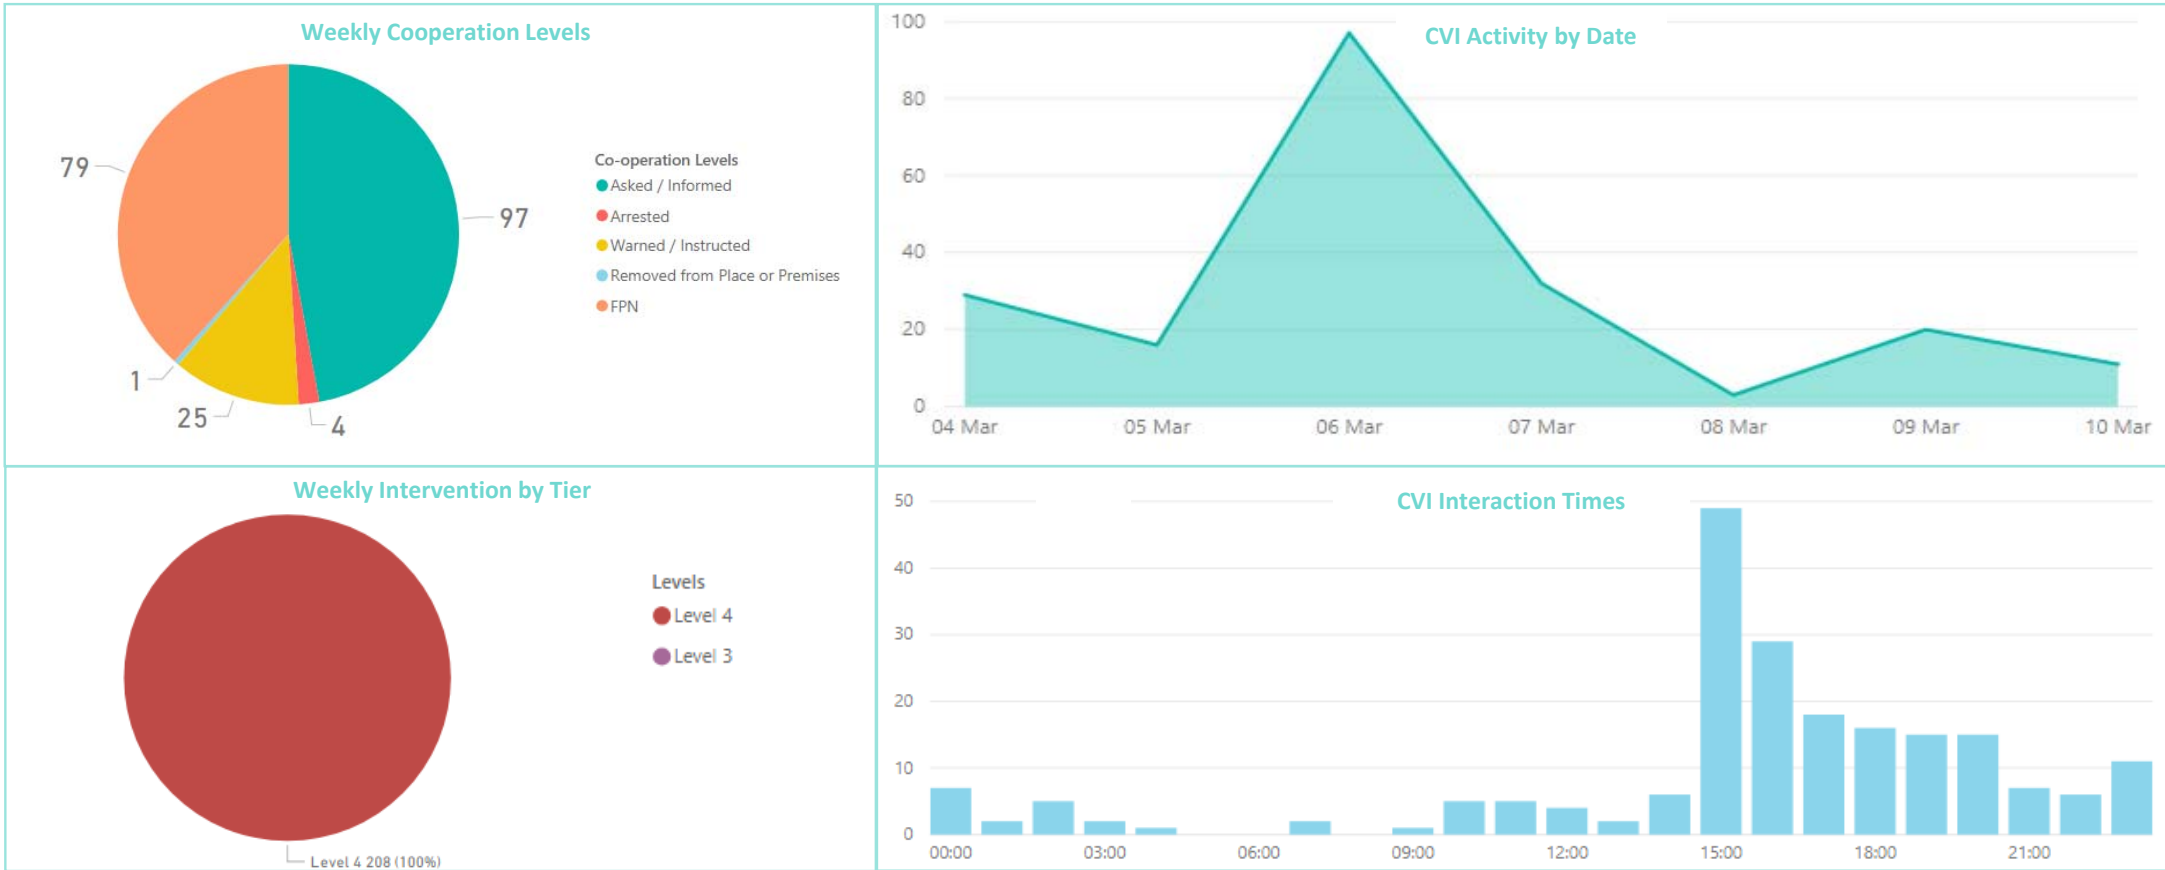 Weekly Cooperation Levels
79
97
1
25
4
Co-operation Levels
Asked / Informed
Arrested
Warned / Instructed
Removed from Place or Premises
FPN
CVI Activity by Date
100
80
60
40
20
0
04 Mar
05 Mar
06 Mar
07 Mar
08 Mar
09 Mar
10 Mar
Weekly Intervention by Tier
Levels
Level 4
Level 3
Level 4 208 (100%)
CVI Interaction Times
50
40
30
20
10
0
00:00
03:00
06:00
09:00
12:00
15:00
18:00
21:00